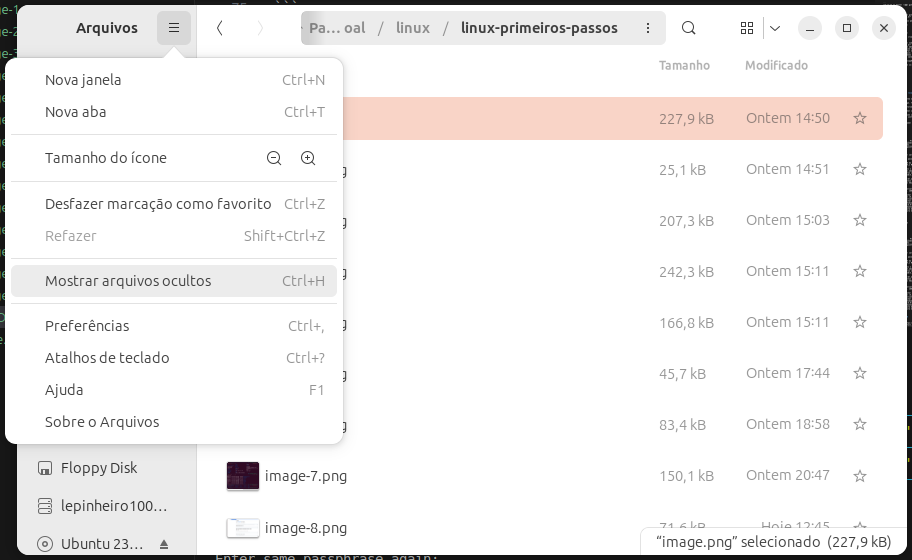 Arquivos
Pa... oal / linux / linux-primeiros-passos
Tamanho Modificado
Nova janela Ctrl+N
Nova aba Ctrl+T
Tamanho do ícone
Desfazer marcação como favorito Ctrl+Z
Refazer Shift+Ctrl+Z
Mostrar arquivos ocultos Ctrl+H
Preferências Ctrl+,
Atalhos de teclado Ctrl+?
Ajuda F1
Sobre o Arquivos
227,9 kB Ontem 14:50
25,1 kB Ontem 14:51
207,3 kB Ontem 15:03
242,3 kB Ontem 15:11
166,8 kB Ontem 15:11
45,7 kB Ontem 17:44
83,4 kB Ontem 18:58
Floppy Disk
lepinheiro100...
Ubuntu 23...
image-7.png 150,1 kB Ontem 20:47
image-8.png 71,6 kB Hoje 12:45
“image.png” selecionado (227,9 kB)
Enter same passphrase again: